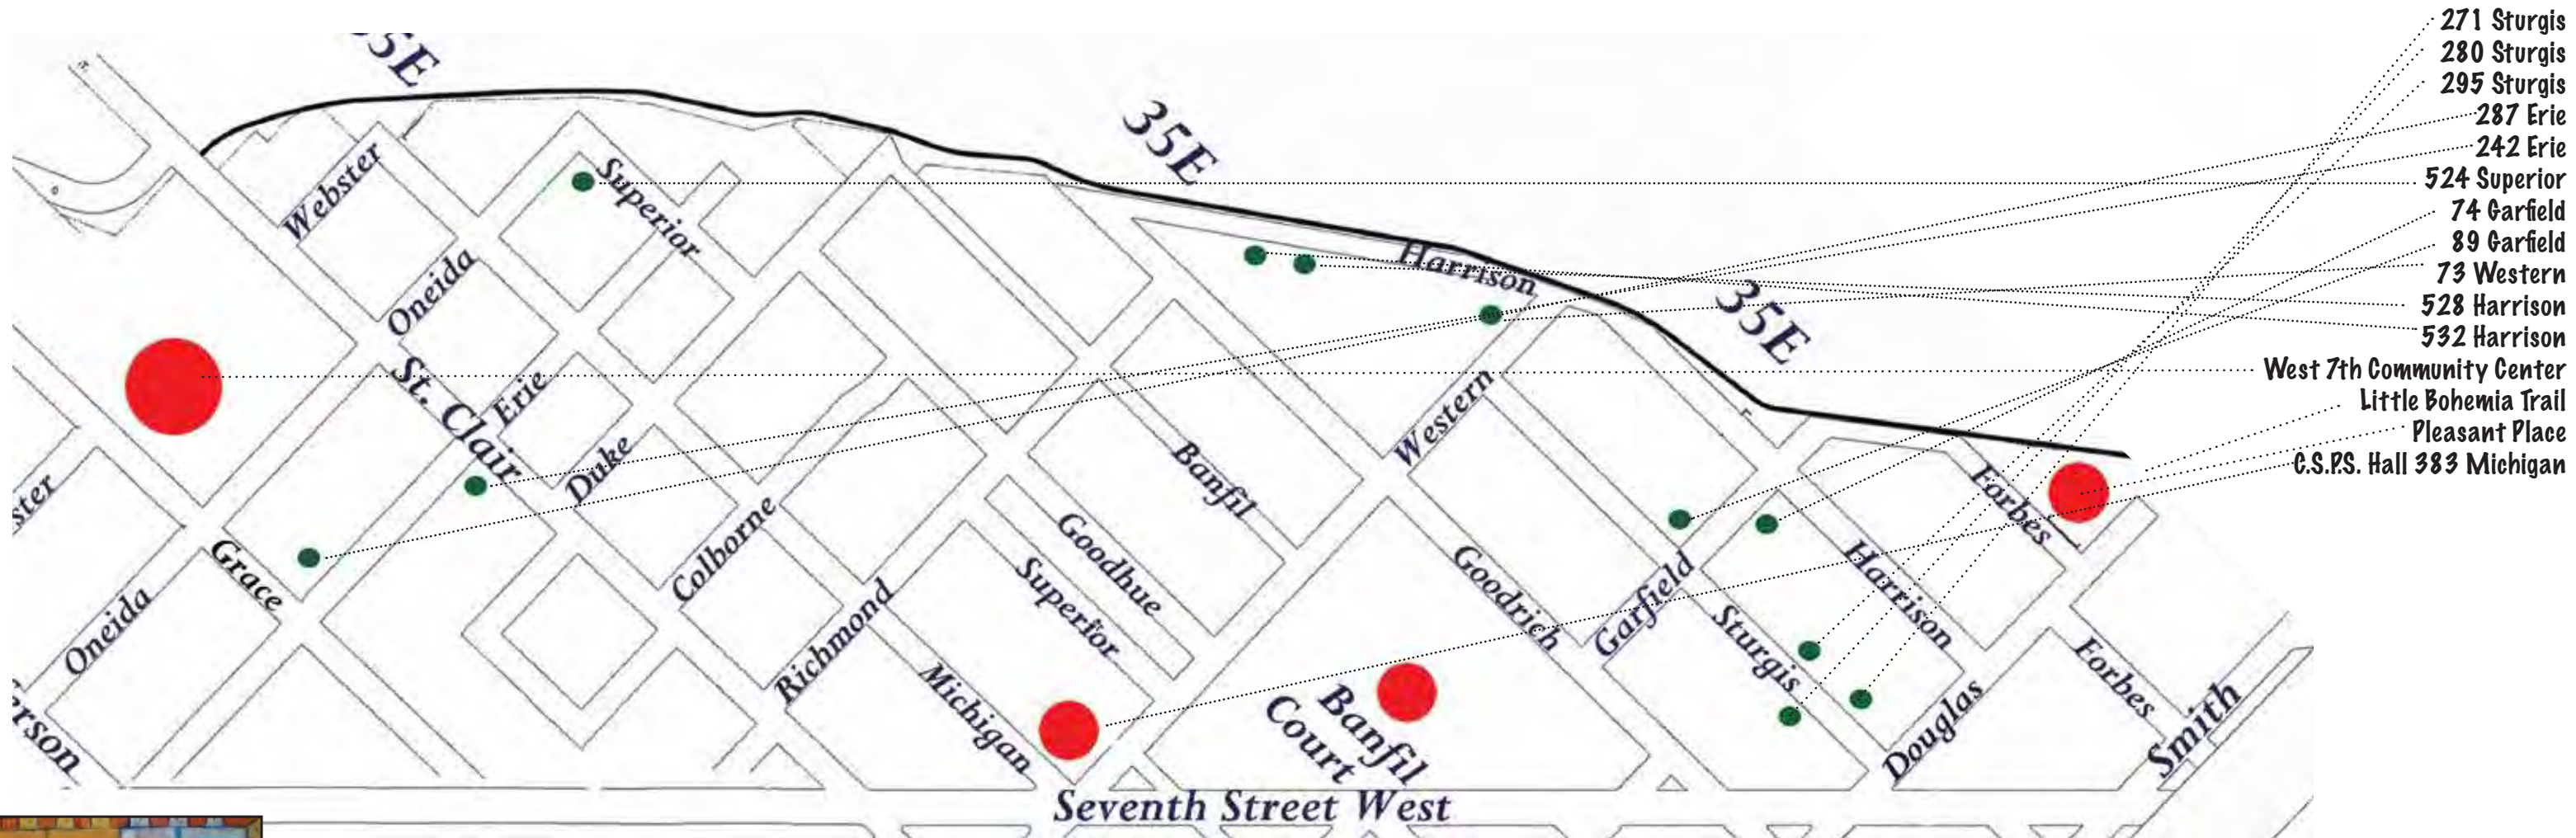 271 Sturgis
280 Sturgis
295 Sturgis
287 Erie
242 Erie
524 Superior
74 Garfield
89 Garfield
73 Western
528 Harrison
532 Harrison
West 7th Community Center
Little Bohemia Trail
Pleasant Place
C.S.P.S. Hall 383 Michigan
35E
35E
35E
Webster
Superior
Oneida
Harrison
St. Clair
Erie
Duke
Western
Banfil
Forbes
ster
Grace
Colborne
Goodhue
Superior
Goodrich
Garfield
Harrison
Oneida
Richmond
Michigan
Sturgis
Forbes
erson
Banfil
Court
Douglas
Smith
Seventh Street West